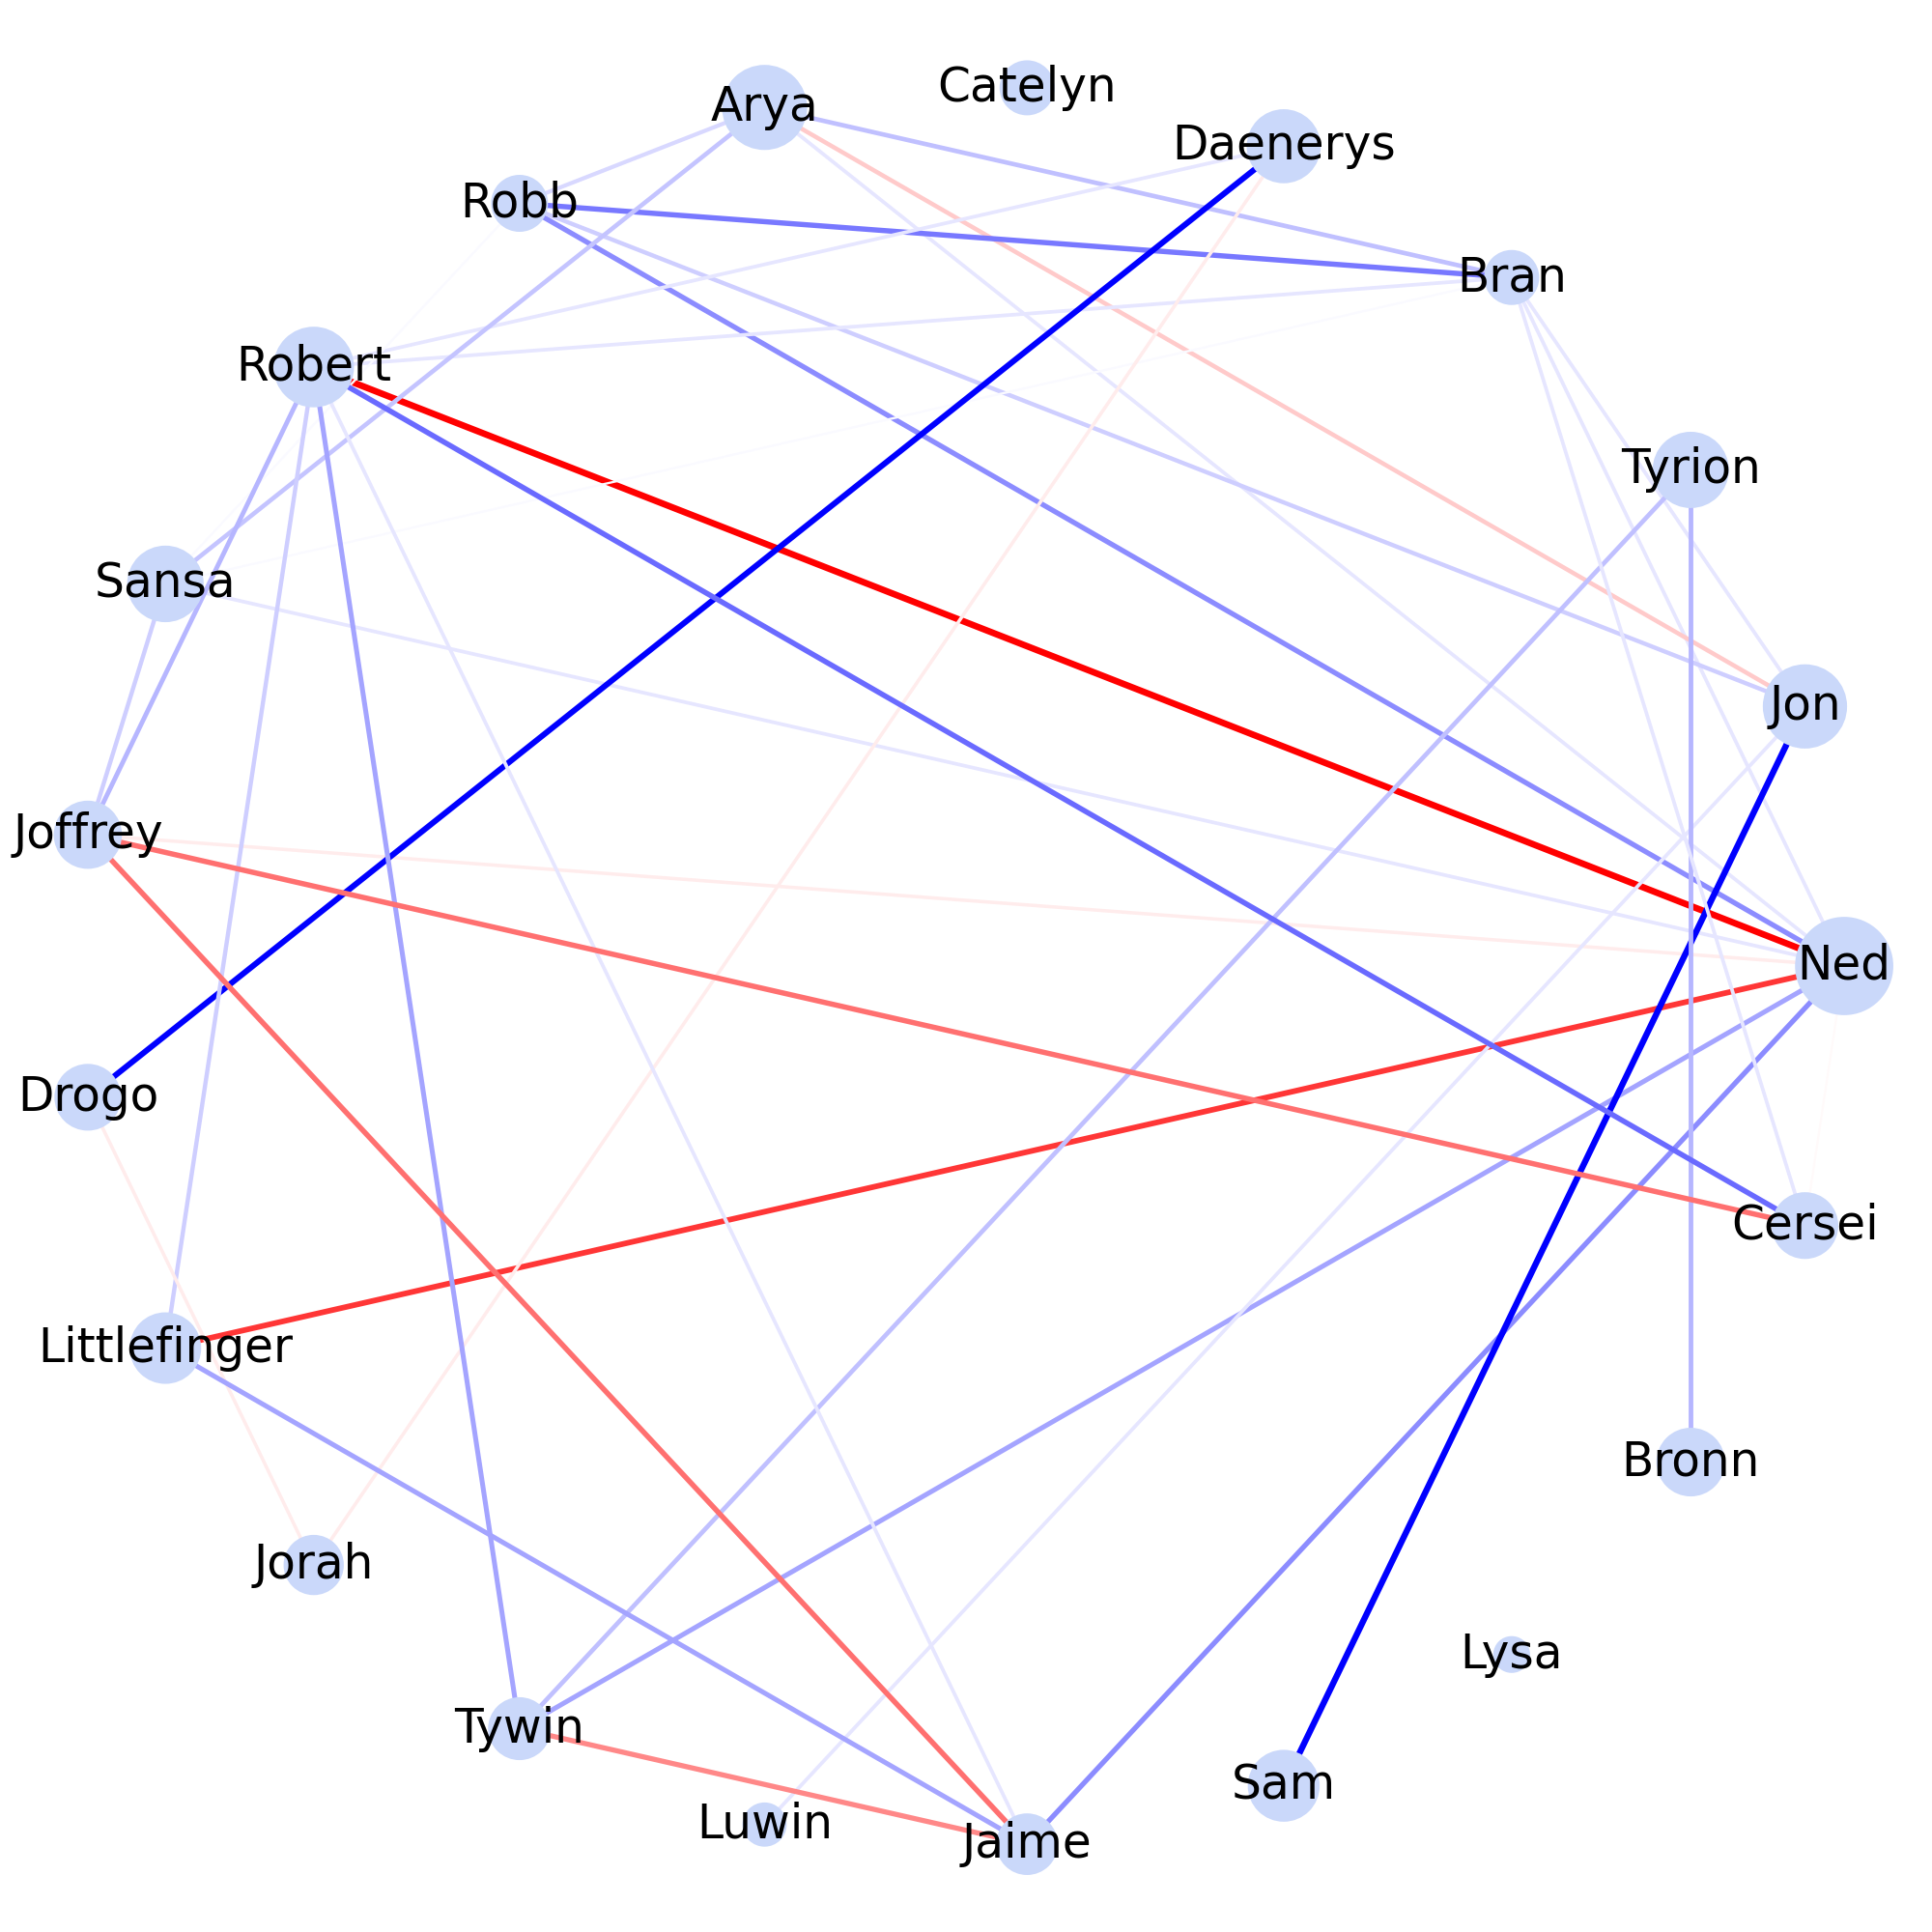 Catelyn
Arya
Daenerys
Robb
Bran
Robert
Tyrion
Sansa
Jon
Joffrey
Ned
Drogo
Cersei
Littlefinger
Bronn
Jorah
Lysa
Tywin
Sam
Luwin
Jaime